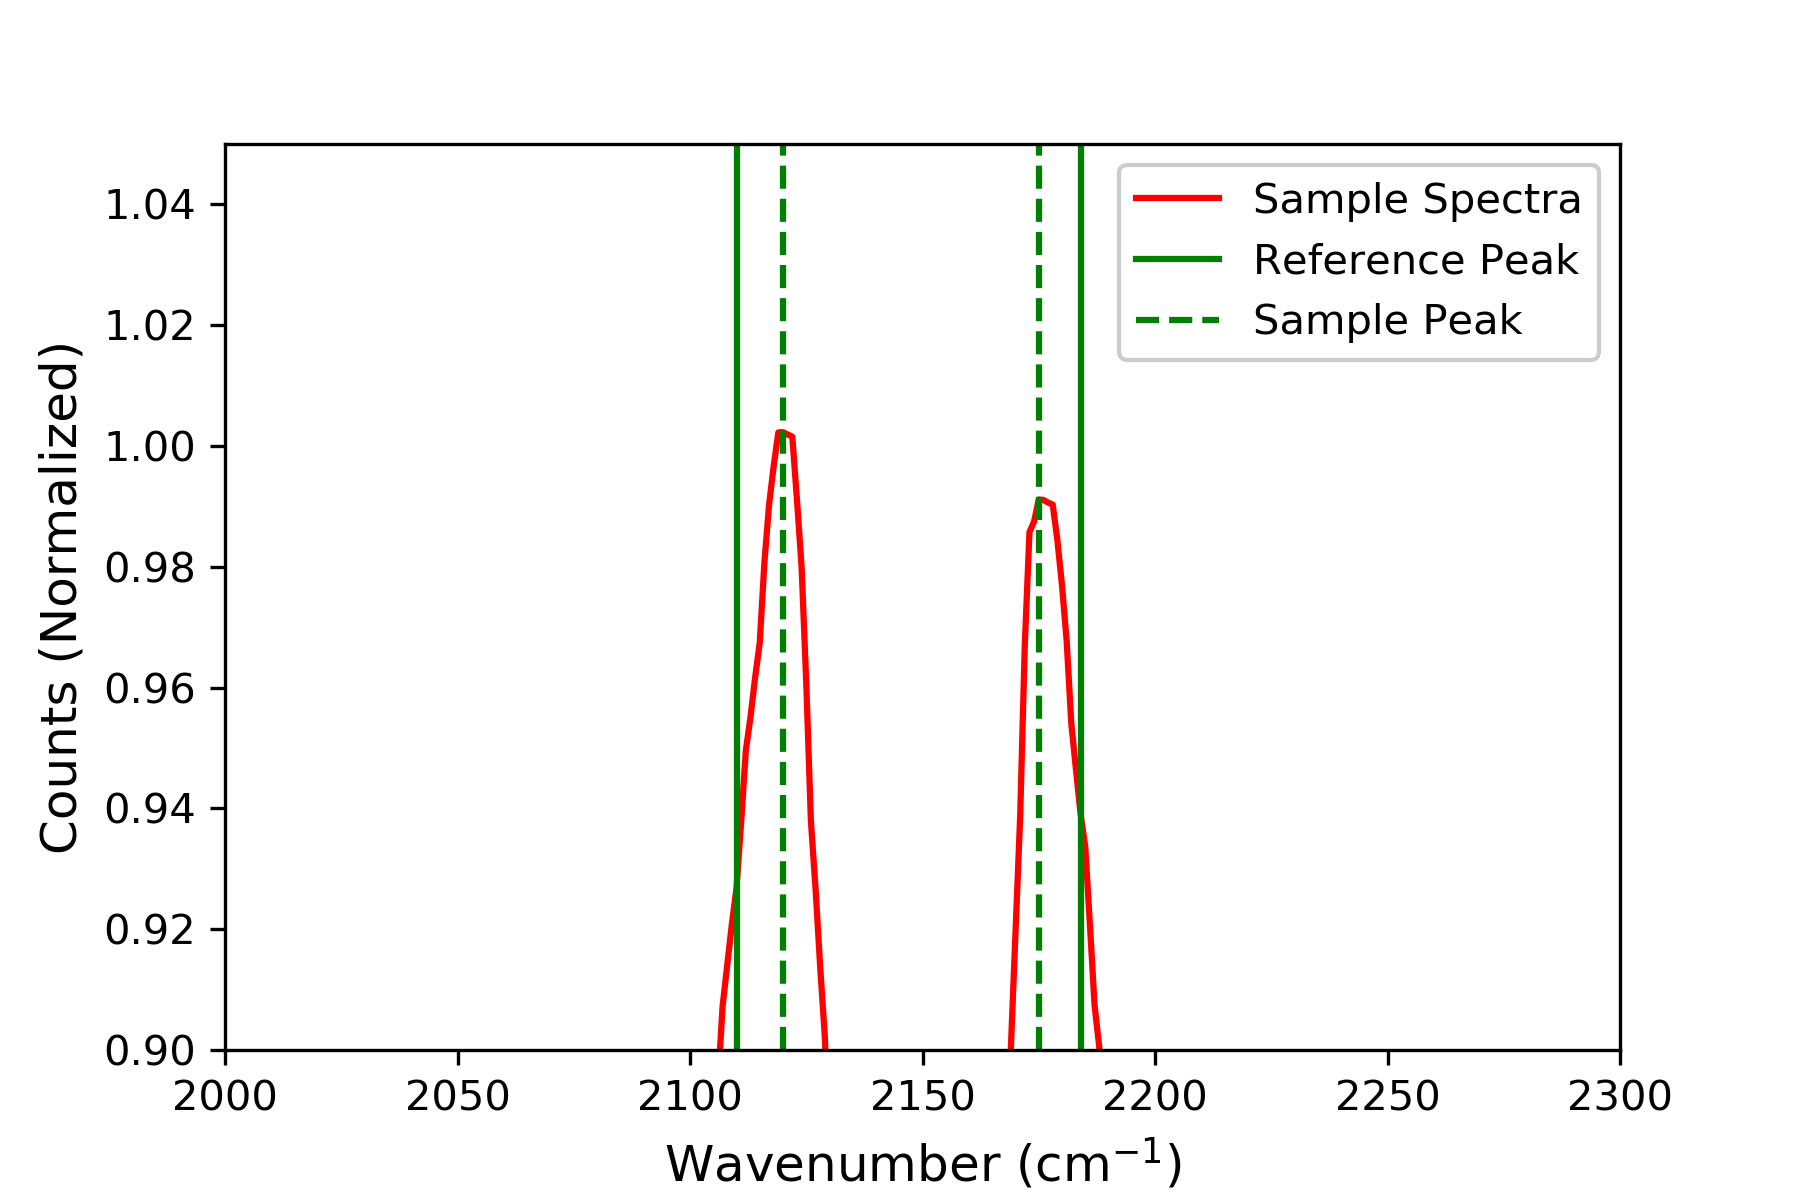 Sample Spectra
Reference Peak
Sample Peak
1.04
1.02
1.00
0.98
0.96
0.94
0.92
0.90
Counts (Normalized)
2000 2050 2100 2150 2200 2250 2300
Wavenumber (cm⁻¹)